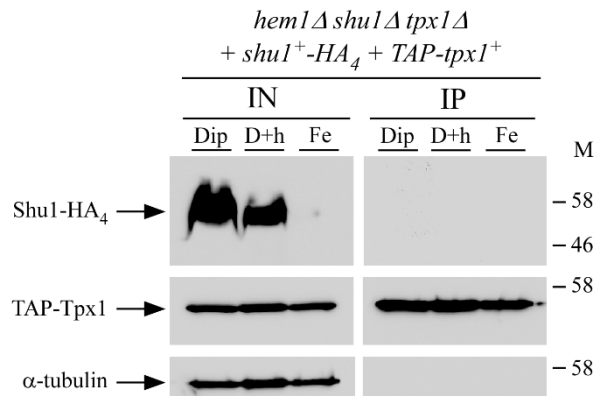 hem1Δ shu1Δ tpx1Δ
+ shu1⁺-HA₄ + TAP-tpx1⁺
IN IP
Dip D+h Fe Dip D+h Fe
M
58
Shu1-HA₄
46
58
TAP-Tpx1
58
α-tubulin